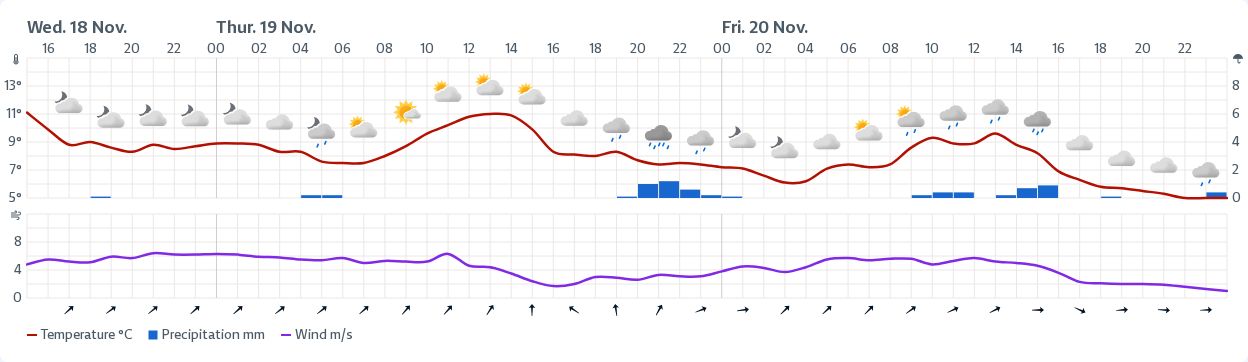 Wed. 18 Nov. Thur. 19 Nov. Fri. 20 Nov.
16 18 20 22 00 02 04 06 08 10 12 14 16 18 20 22 00 02 04 06 08 10 12 14 16 18 20 22
13° 8
11° 6
9° 4
7° 2
5° 0
8
4
0
Temperature °C Precipitation mm Wind m/s